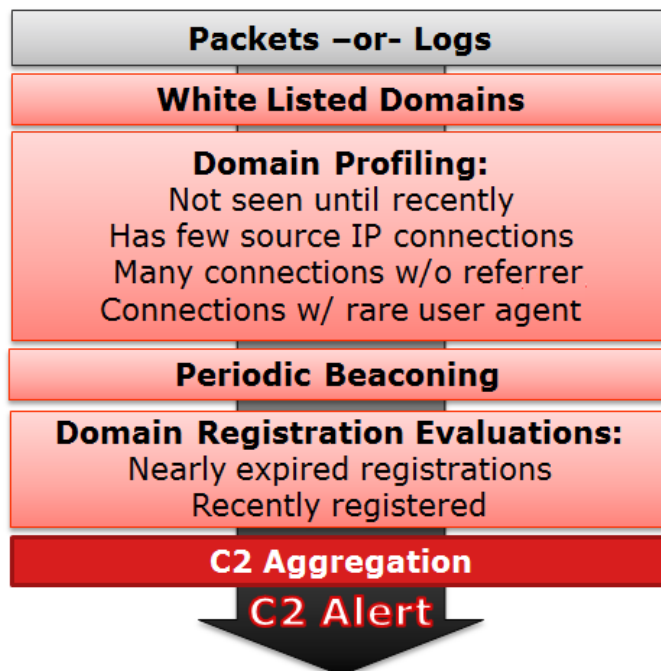 Packets –or- Logs
White Listed Domains
Domain Profiling:
Not seen until recently
Has few source IP connections
Many connections w/o referrer
Connections w/ rare user agent
Periodic Beaconing
Domain Registration Evaluations:
Nearly expired registrations
Recently registered
C2 Aggregation
C2 Alert